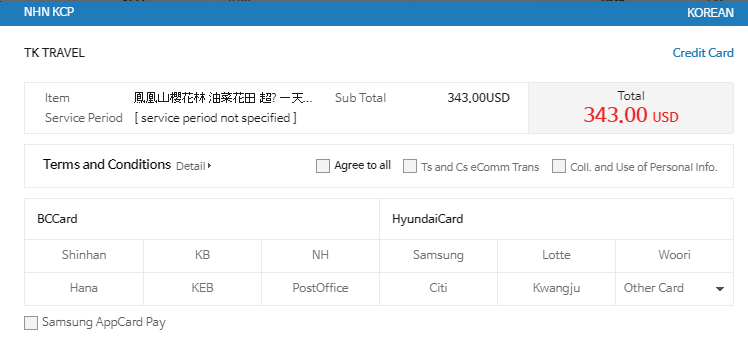 NHN KCP KOREAN
TK TRAVEL Credit Card
Item 鳳凰山櫻花林 油菜花田 超? 一天... Sub Total 343.00USD
Service Period [ service period not specified ]
Total
343.00 USD
Terms and Conditions Detail Agree to all Ts and Cs eComm Trans Coll. and Use of Personal Info.
BCCard HyundaiCard
Shinhan KB NH Samsung Lotte Woori
Hana KEB PostOffice Citi Kwangju Other Card
Samsung AppCard Pay